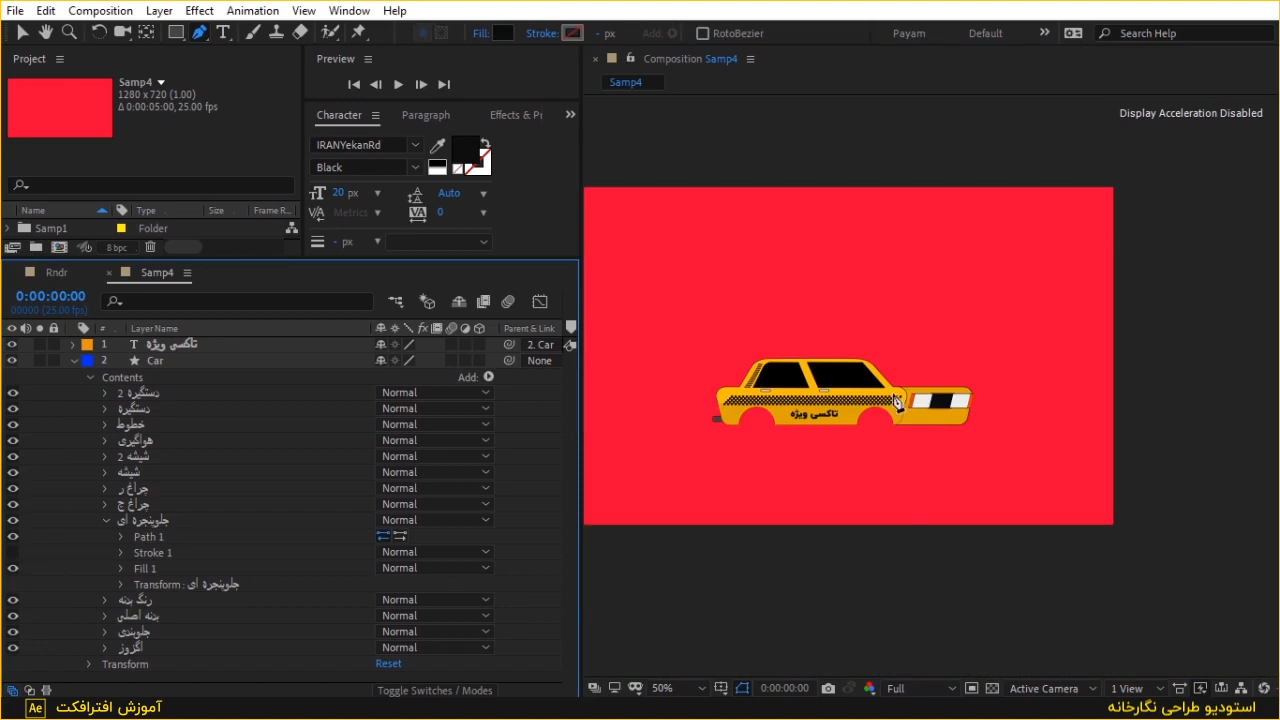 File Edit Composition Layer Effect Animation View Window Help
Fill: Stroke: - px Add: RotoBezier Payam Default Search Help
Project
Samp4
1280 x 720 (1.00)
Δ 0:00:05:00, 25.00 fps
Name Type Size Frame R...
Samp1 Folder
8 bpc
Preview
Character Paragraph Effects & Pr
IRANYekanRd
Black
20 px Auto
Metrics 0
- px
Composition Samp4
Samp4
Display Acceleration Disabled
تاکسی ویژه
50% 0:00:00:00 Full Active Camera 1 View
Rndr Samp4
0:00:00:00
00000 (25.00 fps)
# Layer Name Parent & Link
1 T تاکسی ویژه 2. Car
2 Car None
Contents Add:
دستگیره 2 Normal
دستگیره Normal
خطوط Normal
هواگیری Normal
شیشه 2 Normal
شیشه Normal
چراغ ر Normal
چراغ ج Normal
جلوپنجره ای Normal
Path 1
Stroke 1 Normal
Fill 1 Normal
Transform : جلوپنجره ای
رنگ بدنه Normal
بدنه اصلی Normal
جلوبندی Normal
اگزوز Normal
Transform Reset
Toggle Switches / Modes
Ae آموزش افترافکت
استودیو طراحی نگارخانه